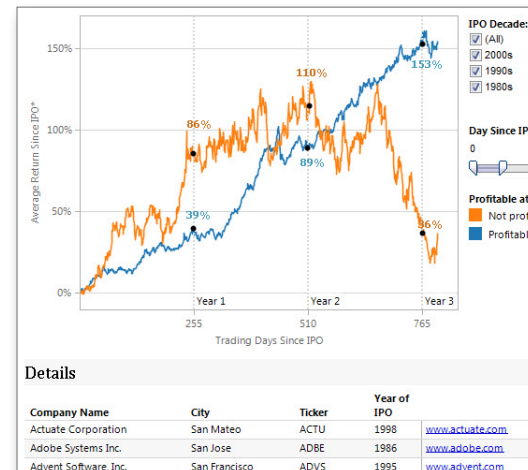 IPO Decade:
(All)
2000s
1990s
1980s
Day Since IP
0
Profitable at
Not prof
Profitabl
Average Return Since IPO*
150%
100%
50%
0%
86%
110%
153%
39%
89%
36%
Year 1
Year 2
Year 3
255
510
765
Trading Days Since IPO
Details
Company Name City Ticker Year of IPO
Actuate Corporation San Mateo ACTU 1998 www.actuate.com
Adobe Systems Inc. San Jose ADBE 1986 www.adobe.com
Advent Software, Inc. San Francisco ADVS 1995 www.advent.com